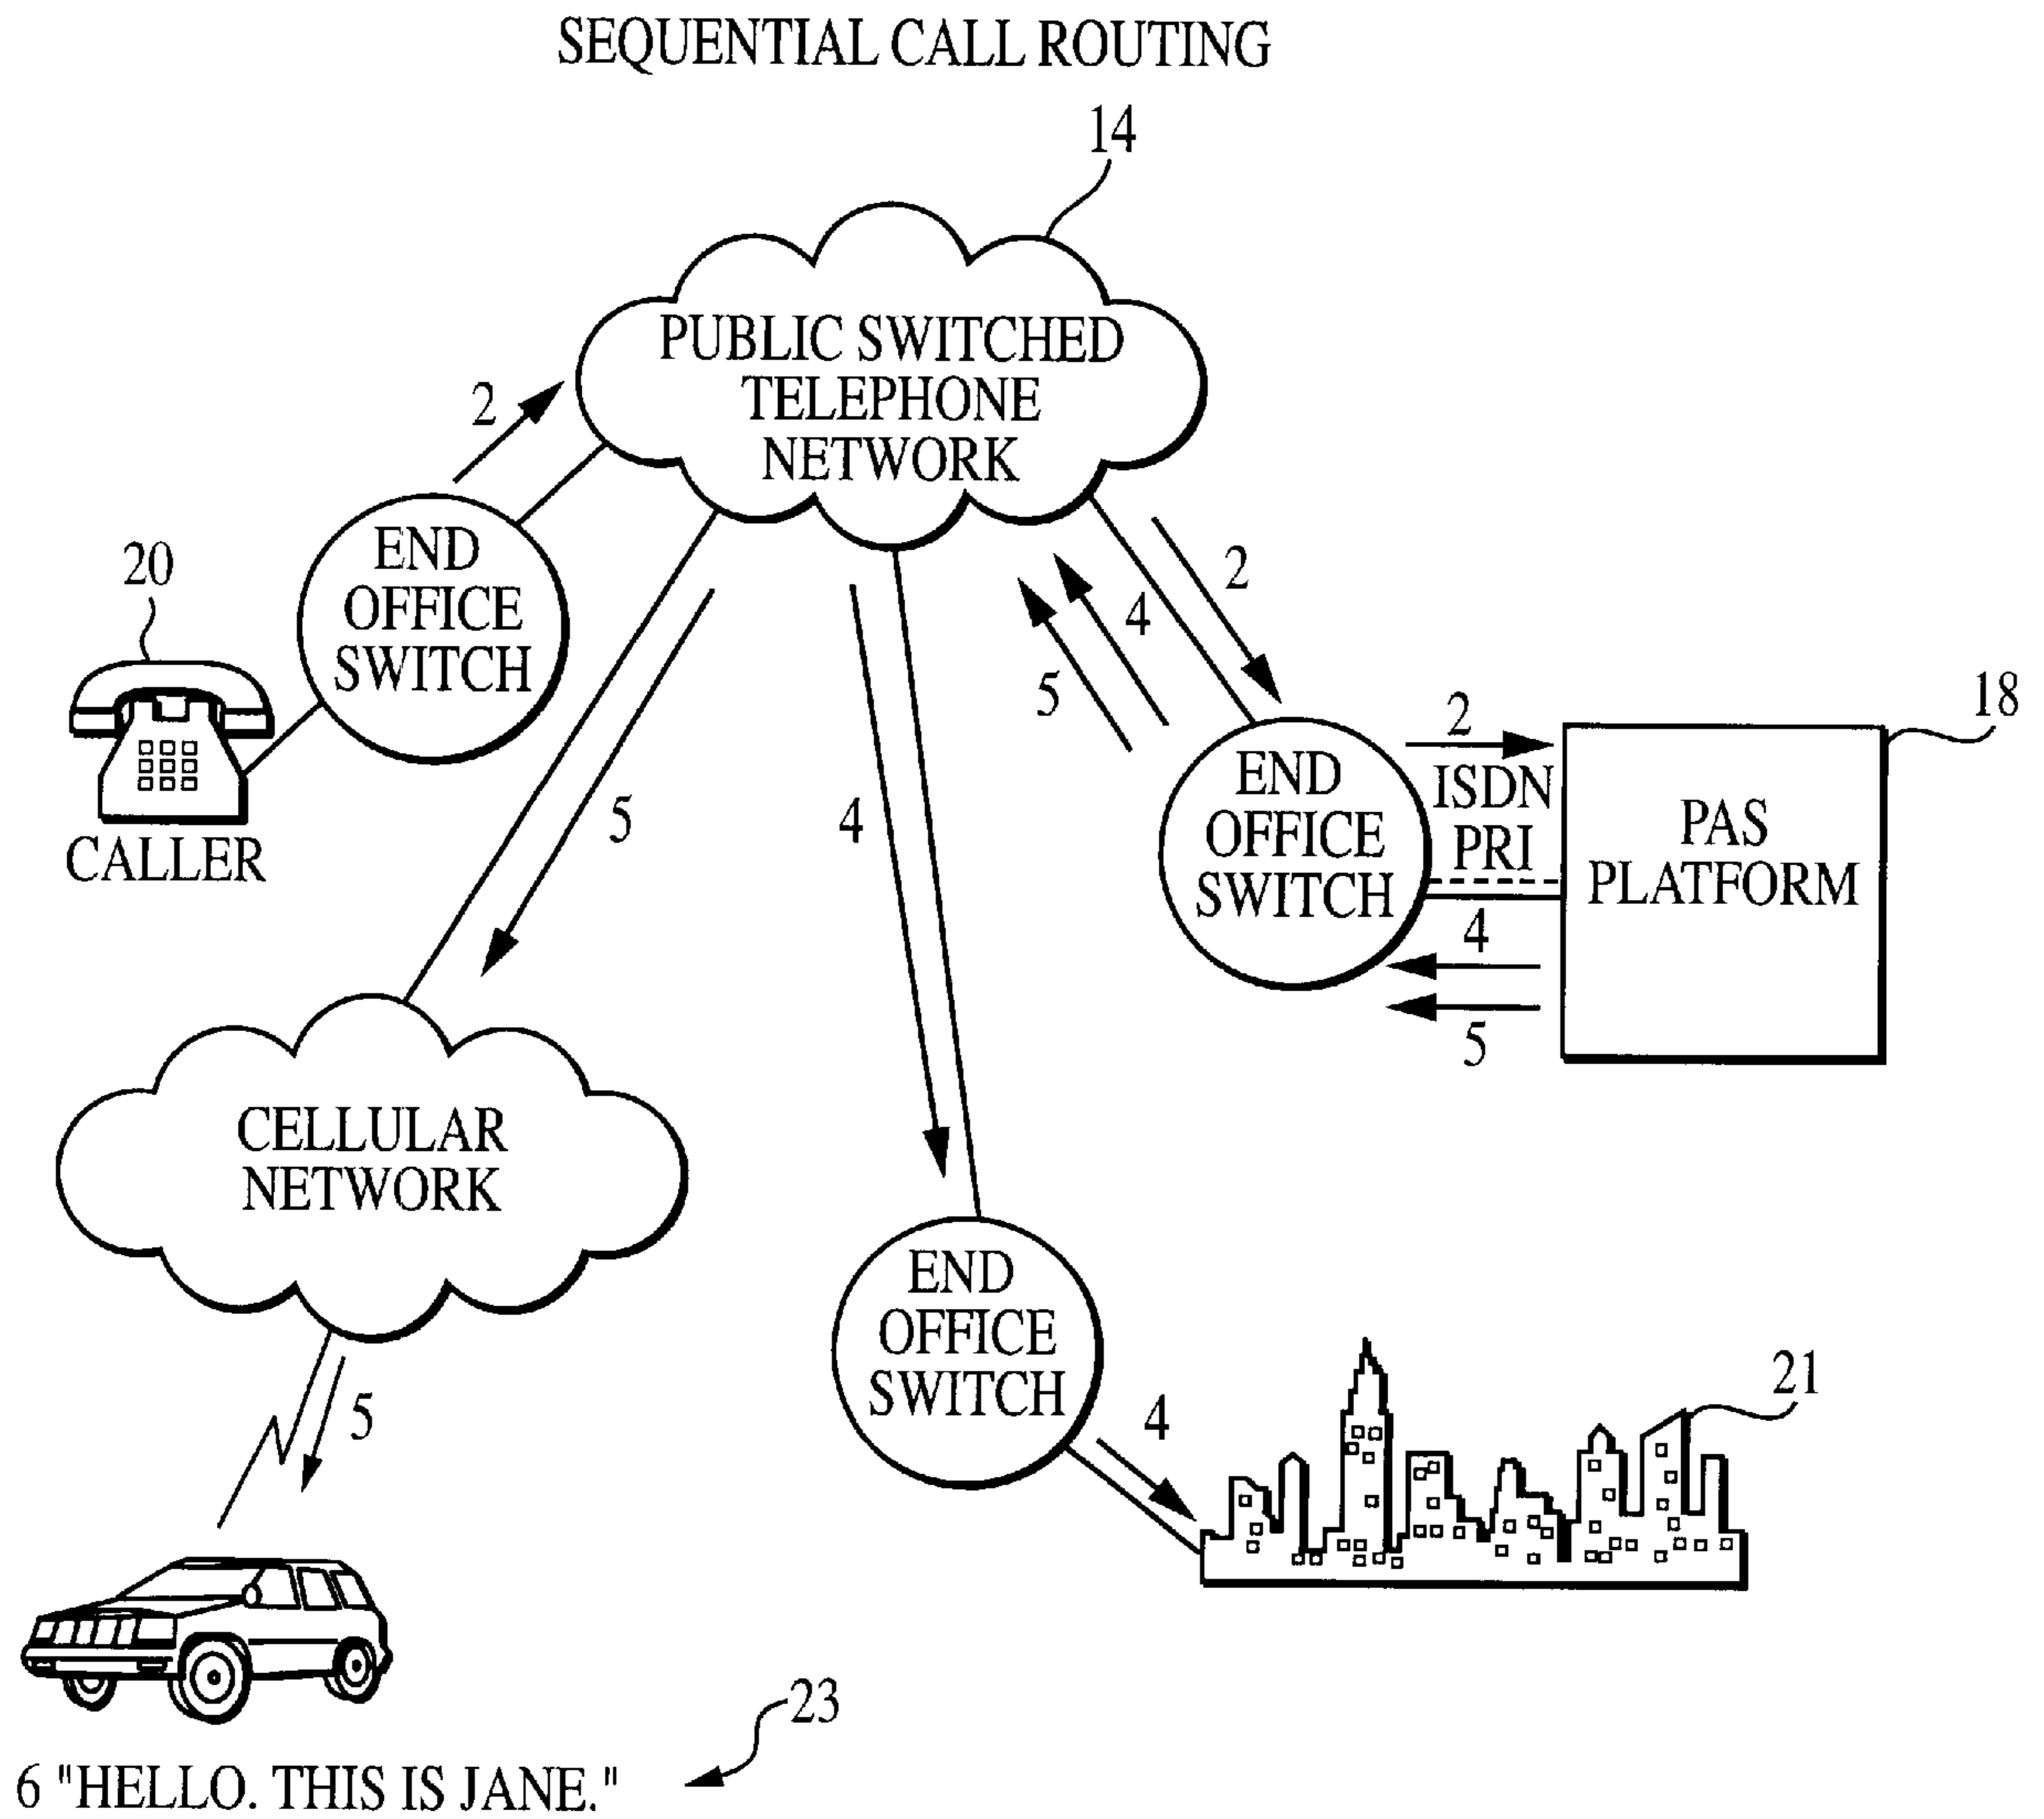 SEQUENTIAL CALL ROUTING
14
PUBLIC SWITCHED
TELEPHONE
NETWORK
2
END
OFFICE
SWITCH
20
CALLER
2
4
5
5
4
END
OFFICE
SWITCH
2
ISDN
PRI
4
5
18
PAS
PLATFORM
CELLULAR
NETWORK
5
END
OFFICE
SWITCH
4
21
23
6 "HELLO. THIS IS JANE."